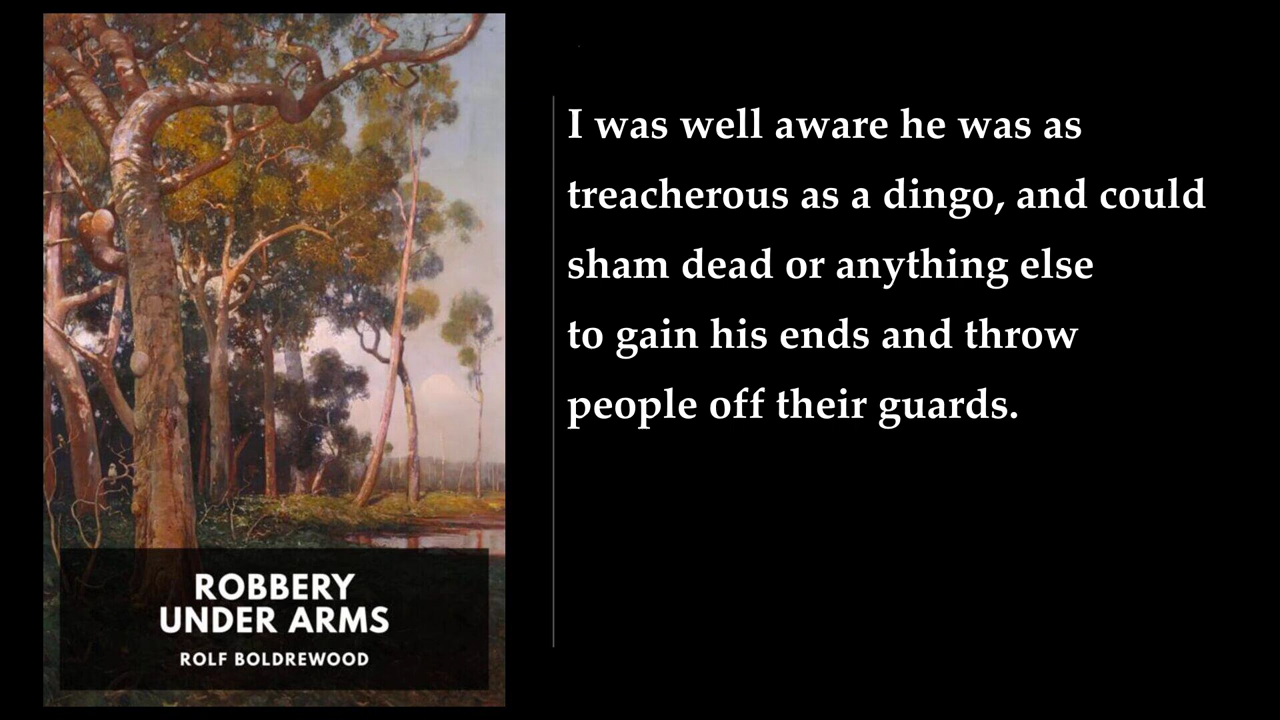 I was well aware he was as
treacherous as a dingo, and could
sham dead or anything else
to gain his ends and throw
people off their guards.
ROBBERY
UNDER ARMS
ROLF BOLDREWOOD